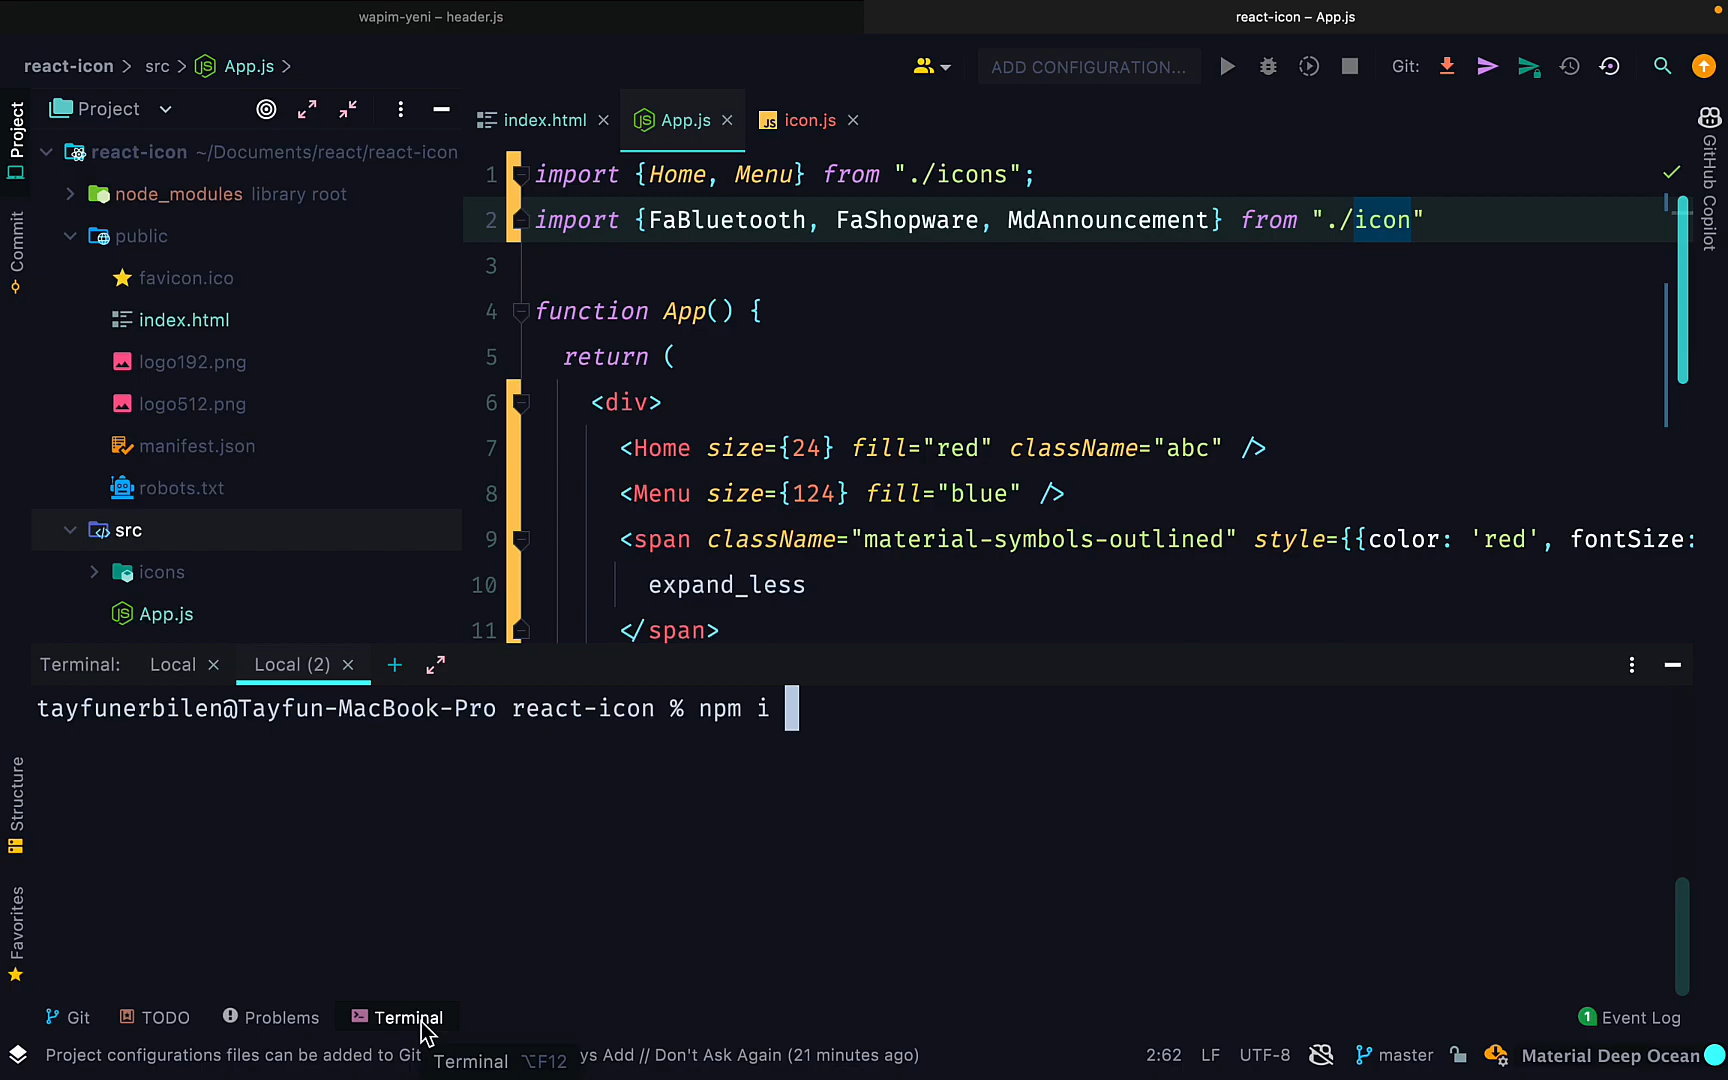 wapim-yeni – header.js
react-icon – App.js
react-icon > src > App.js >
ADD CONFIGURATION...
Git:
Project
index.html
App.js
icon.js
react-icon ~/Documents/react/react-icon
node_modules library root
public
favicon.ico
index.html
logo192.png
logo512.png
manifest.json
robots.txt
src
icons
App.js
1 import {Home, Menu} from "./icons";
2 import {FaBluetooth, FaShopware, MdAnnouncement} from "./icon"
3
4 function App() {
5 return (
6 <div>
7 <Home size={24} fill="red" className="abc" />
8 <Menu size={124} fill="blue" />
9 <span className="material-symbols-outlined" style={{color: 'red', fontSize:
10 expand_less
11 </span>
Project
Commit
Structure
Favorites
GitHub Copilot
Terminal: Local Local (2)
tayfunerbilen@Tayfun-MacBook-Pro react-icon % npm i
Git TODO Problems Terminal
1 Event Log
Project configurations files can be added to Git
Terminal ⌥F12
ys Add // Don't Ask Again (21 minutes ago)
2:62 LF UTF-8 master Material Deep Ocean